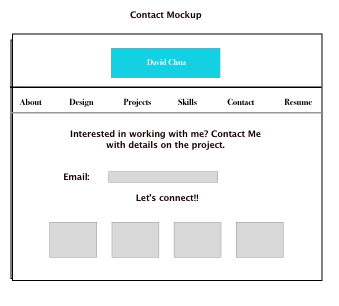 Contact Mockup
David Chua
About Design Projects Skills Contact Resume
Interested in working with me? Contact Me
with details on the project.
Email:
Let's connect!!